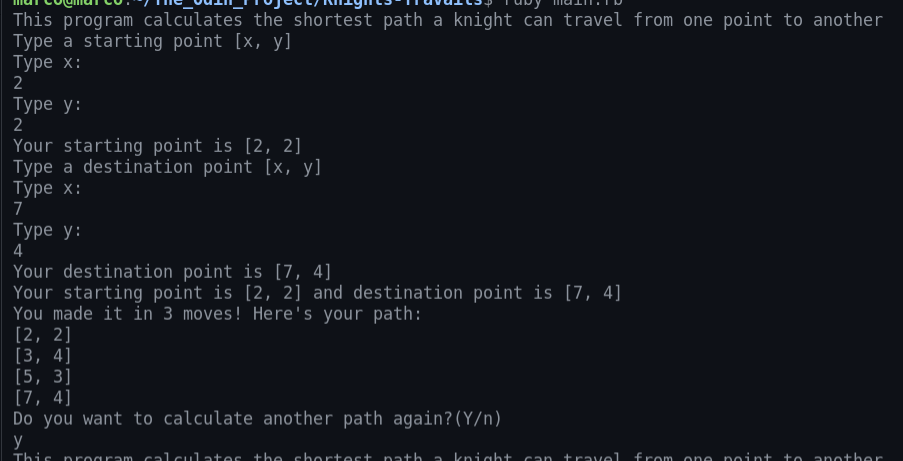 marco@marco:~/The_Odin_Project/Knights-Travails$ ruby main.rb
This program calculates the shortest path a knight can travel from one point to another
Type a starting point [x, y]
Type x:
2
Type y:
2
Your starting point is [2, 2]
Type a destination point [x, y]
Type x:
7
Type y:
4
Your destination point is [7, 4]
Your starting point is [2, 2] and destination point is [7, 4]
You made it in 3 moves! Here's your path:
[2, 2]
[3, 4]
[5, 3]
[7, 4]
Do you want to calculate another path again?(Y/n)
y
This program calculates the shortest path a knight can travel from one point to another